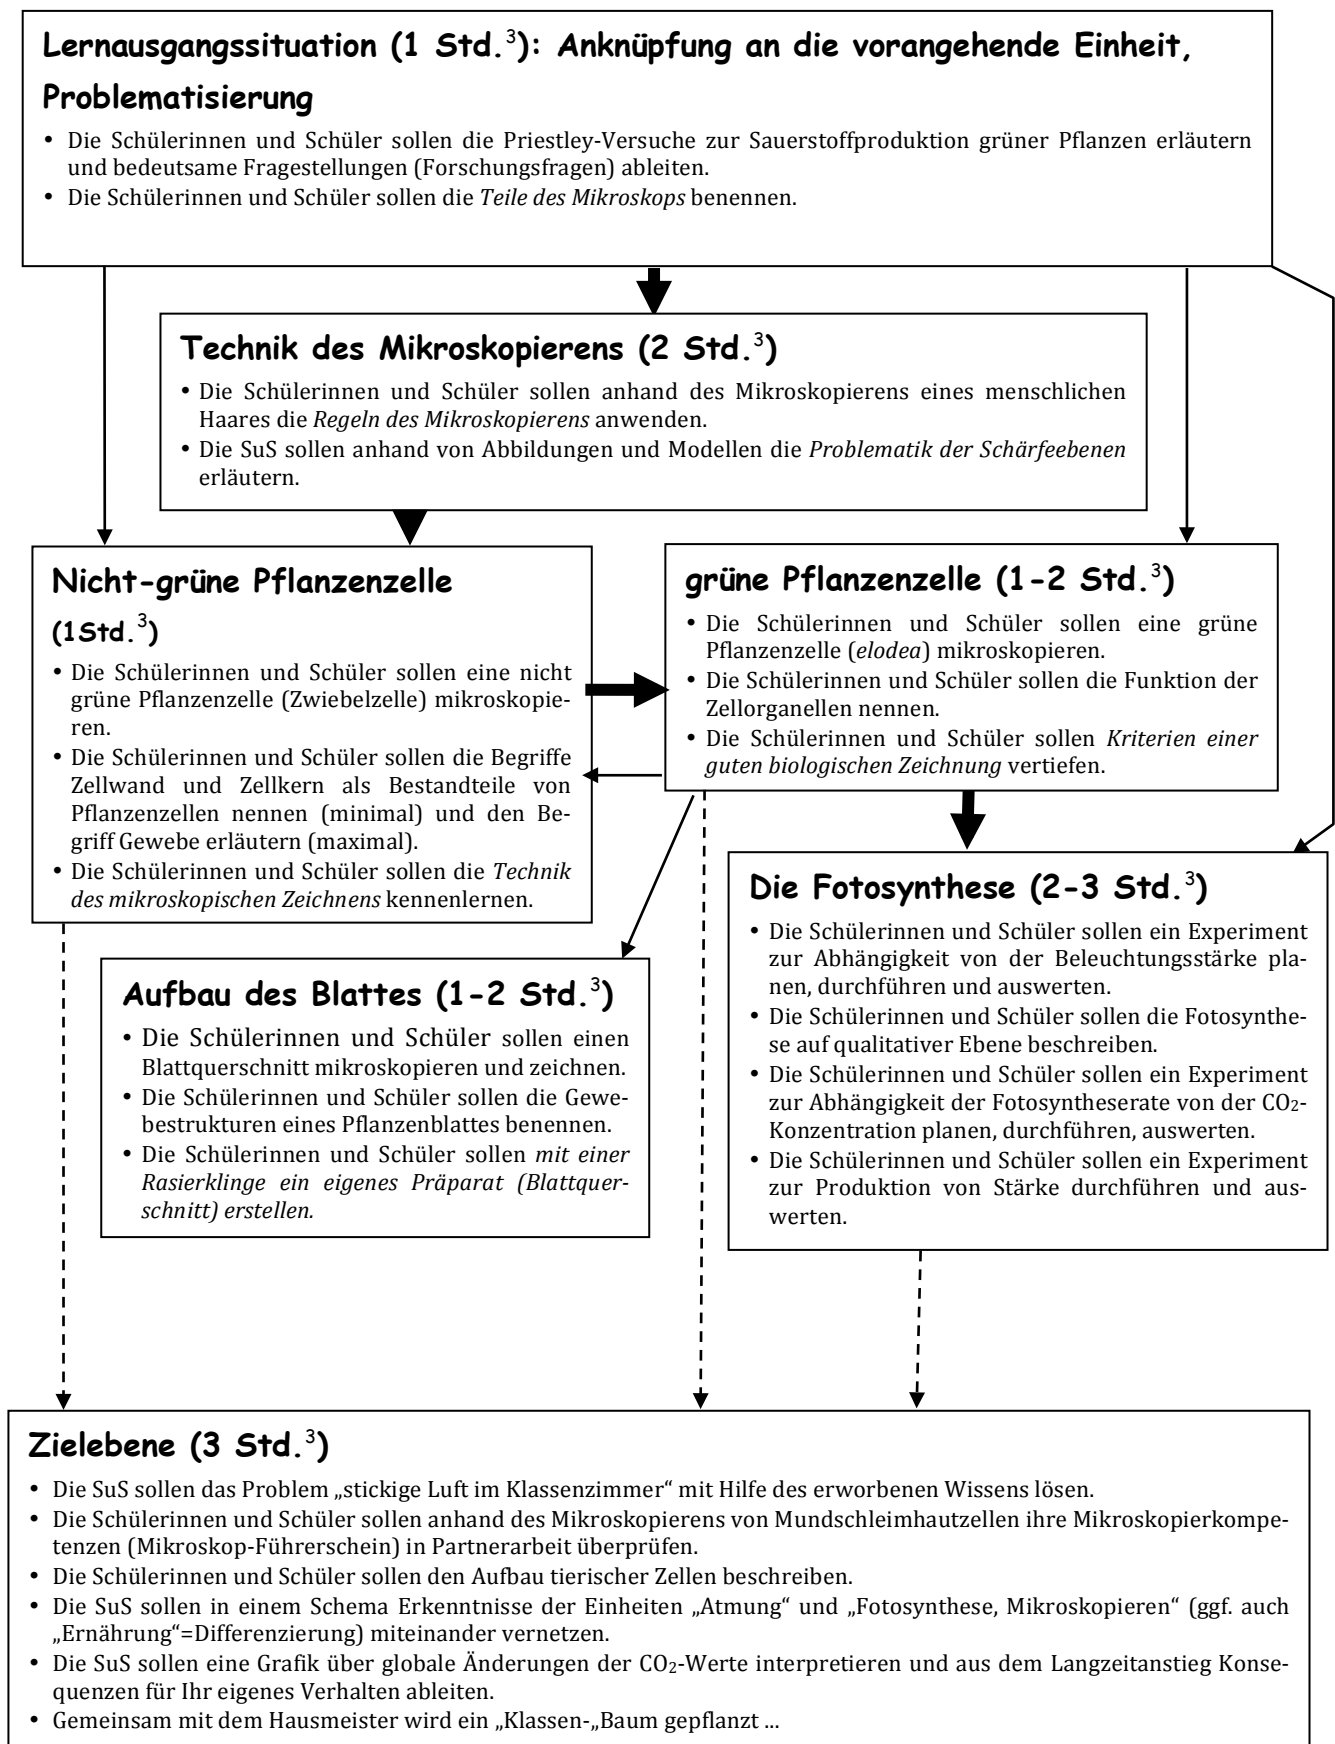 Lernausgangssituation (1 Std.³): Anknüpfung an die vorangehende Einheit,
Problematisierung
• Die Schülerinnen und Schüler sollen die Priestley-Versuche zur Sauerstoffproduktion grüner Pflanzen erläutern
und bedeutsame Fragestellungen (Forschungsfragen) ableiten.
• Die Schülerinnen und Schüler sollen die Teile des Mikroskops benennen.
Technik des Mikroskopierens (2 Std.³)
• Die Schülerinnen und Schüler sollen anhand des Mikroskopierens eines menschlichen
Haares die Regeln des Mikroskopierens anwenden.
• Die SuS sollen anhand von Abbildungen und Modellen die Problematik der Schärfeebenen
erläutern.
Nicht-grüne Pflanzenzelle
(1Std.³)
• Die Schülerinnen und Schüler sollen eine nicht
grüne Pflanzenzelle (Zwiebelzelle) mikroskopie-
ren.
• Die Schülerinnen und Schüler sollen die Begriffe
Zellwand und Zellkern als Bestandteile von
Pflanzenzellen nennen (minimal) und den Be-
griff Gewebe erläutern (maximal).
• Die Schülerinnen und Schüler sollen die Technik
des mikroskopischen Zeichnens kennenlernen.
grüne Pflanzenzelle (1-2 Std.³)
• Die Schülerinnen und Schüler sollen eine grüne
Pflanzenzelle (elodea) mikroskopieren.
• Die Schülerinnen und Schüler sollen die Funktion der
Zellorganellen nennen.
• Die Schülerinnen und Schüler sollen Kriterien einer
guten biologischen Zeichnung vertiefen.
Aufbau des Blattes (1-2 Std.³)
• Die Schülerinnen und Schüler sollen einen
Blattquerschnitt mikroskopieren und zeichnen.
• Die Schülerinnen und Schüler sollen die Gewe-
bestrukturen eines Pflanzenblattes benennen.
• Die Schülerinnen und Schüler sollen mit einer
Rasierklinge ein eigenes Präparat (Blattquer-
schnitt) erstellen.
Die Fotosynthese (2-3 Std.³)
• Die Schülerinnen und Schüler sollen ein Experiment
zur Abhängigkeit von der Beleuchtungsstärke pla-
nen, durchführen und auswerten.
• Die Schülerinnen und Schüler sollen die Fotosynthe-
se auf qualitativer Ebene beschreiben.
• Die Schülerinnen und Schüler sollen ein Experiment
zur Abhängigkeit der Fotosyntheserate von der CO₂-
Konzentration planen, durchführen, auswerten.
• Die Schülerinnen und Schüler sollen ein Experiment
zur Produktion von Stärke durchführen und aus-
werten.
Zielebene (3 Std.³)
• Die SuS sollen das Problem „stickige Luft im Klassenzimmer“ mit Hilfe des erworbenen Wissens lösen.
• Die Schülerinnen und Schüler sollen anhand des Mikroskopierens von Mundschleimhautzellen ihre Mikroskopierkompe-
tenzen (Mikroskop-Führerschein) in Partnerarbeit überprüfen.
• Die Schülerinnen und Schüler sollen den Aufbau tierischer Zellen beschreiben.
• Die SuS sollen in einem Schema Erkenntnisse der Einheiten „Atmung“ und „Fotosynthese, Mikroskopieren“ (ggf. auch
„Ernährung“=Differenzierung) miteinander vernetzen.
• Die SuS sollen eine Grafik über globale Änderungen der CO₂-Werte interpretieren und aus dem Langzeitanstieg Konse-
quenzen für Ihr eigenes Verhalten ableiten.
• Gemeinsam mit dem Hausmeister wird ein „Klassen-„Baum gepflanzt ...